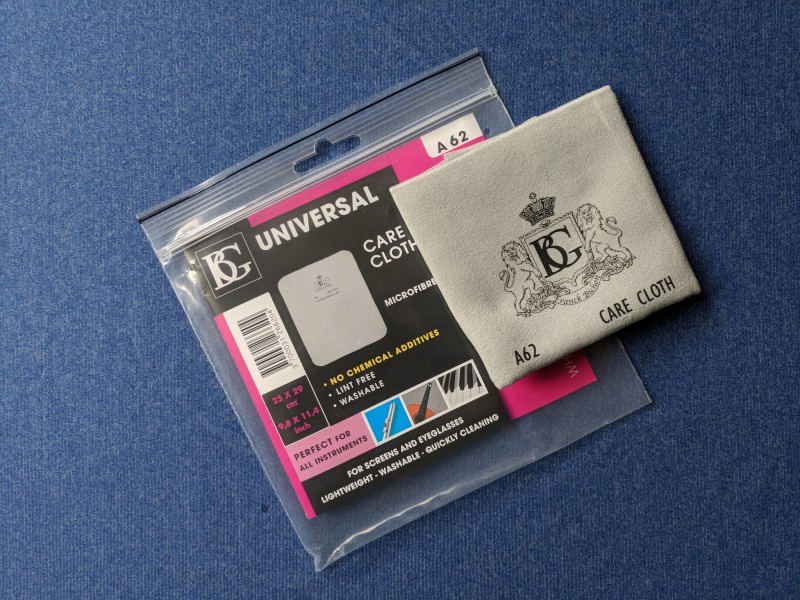 A 62
BG
UNIVERSAL
CARE
CLOTH
MICROFIBRE
• NO CHEMICAL ADDITIVES
• LINT FREE
• WASHABLE
25 X 29
cm
9,8 X 11,4
inch
PERFECT FOR
ALL INSTRUMENTS
FOR SCREENS AND EYEGLASSES
LIGHTWEIGHT - WASHABLE - QUICKLY CLEANING
BG
A62 CARE CLOTH